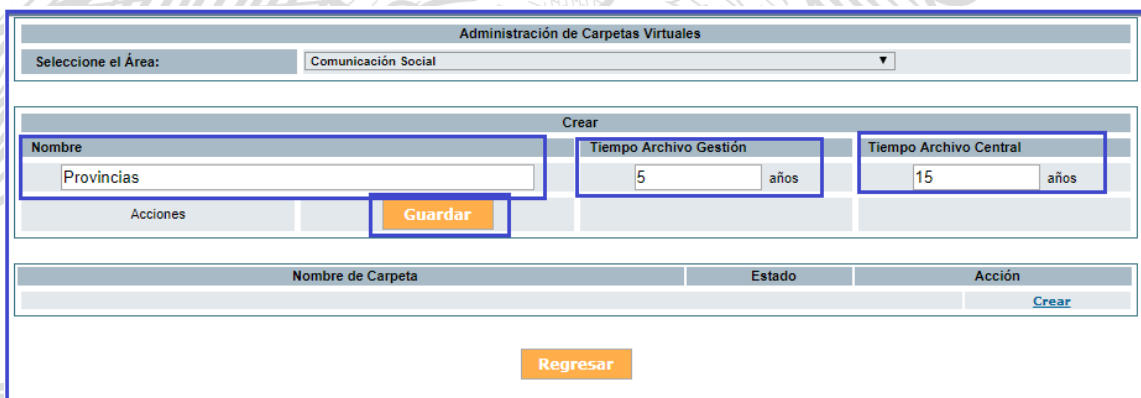 Administración de Carpetas Virtuales
Seleccione el Área: Comunicación Social
Crear
Nombre Tiempo Archivo Gestión Tiempo Archivo Central
Provincias 5 años 15 años
Acciones Guardar
Nombre de Carpeta Estado Acción
Crear
Regresar